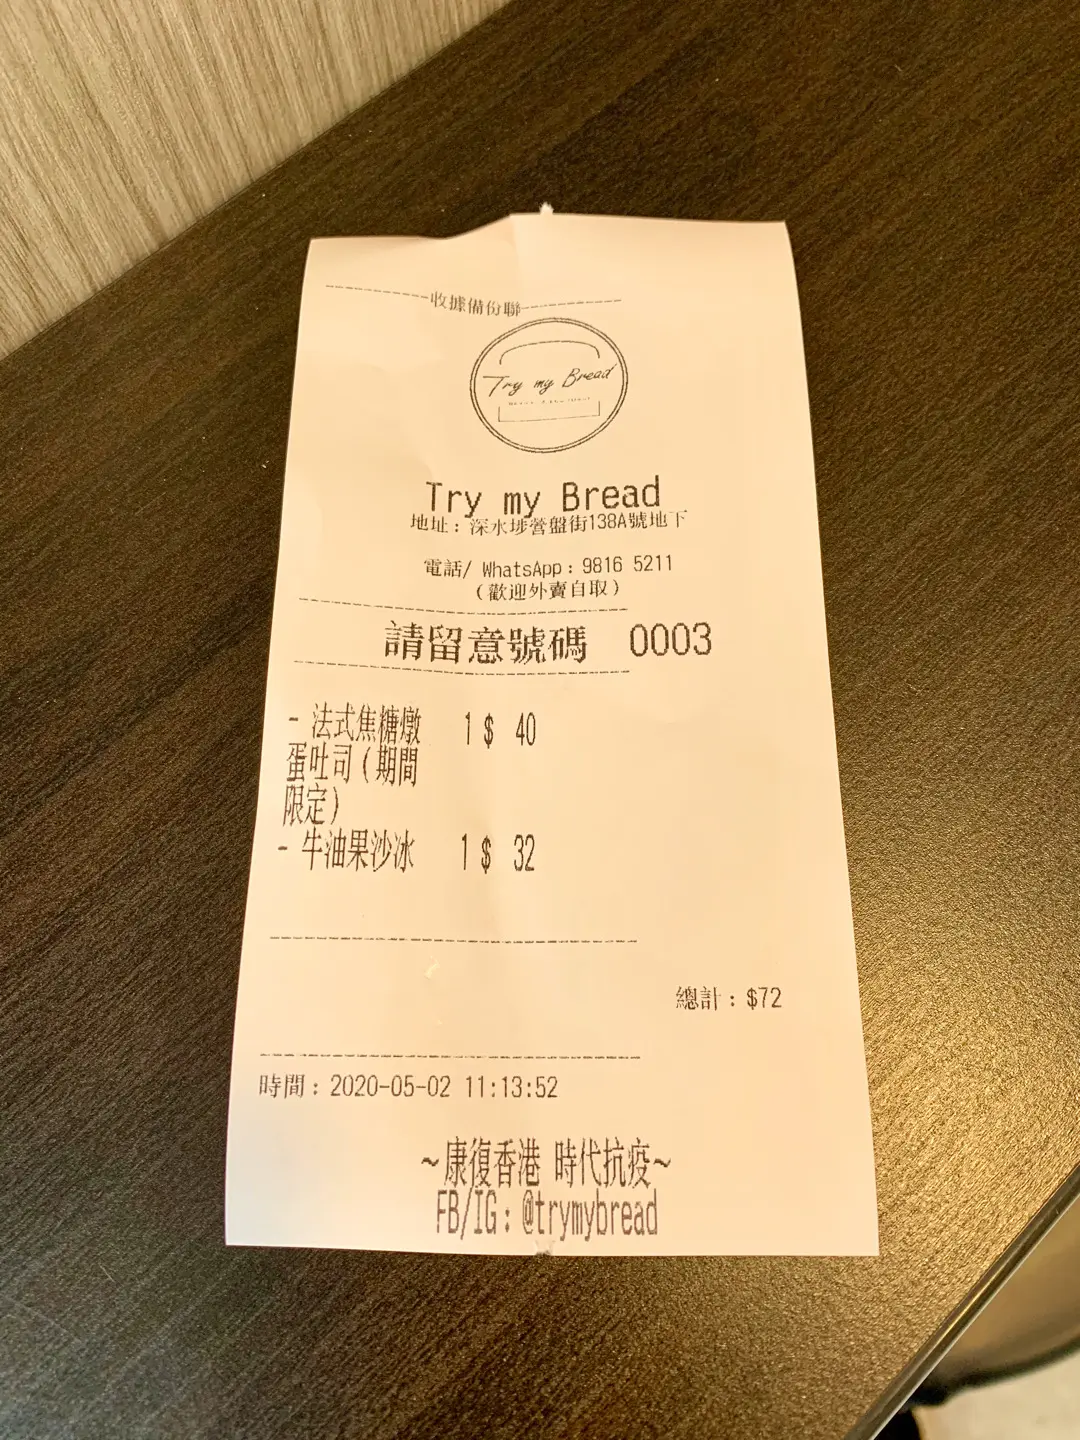 收據備份聯
Try my Bread
Try my Bread
地址：深水埗營盤街138A號地下
電話/ WhatsApp：9816 5211
（歡迎外賣自取）
請留意號碼 0003
- 法式焦糖燉 1 $ 40
蛋吐司（期間
限定）
- 牛油果沙冰 1 $ 32
總計：$72
時間：2020-05-02 11:13:52
~康復香港 時代抗疫~
FB/IG：@trymybread